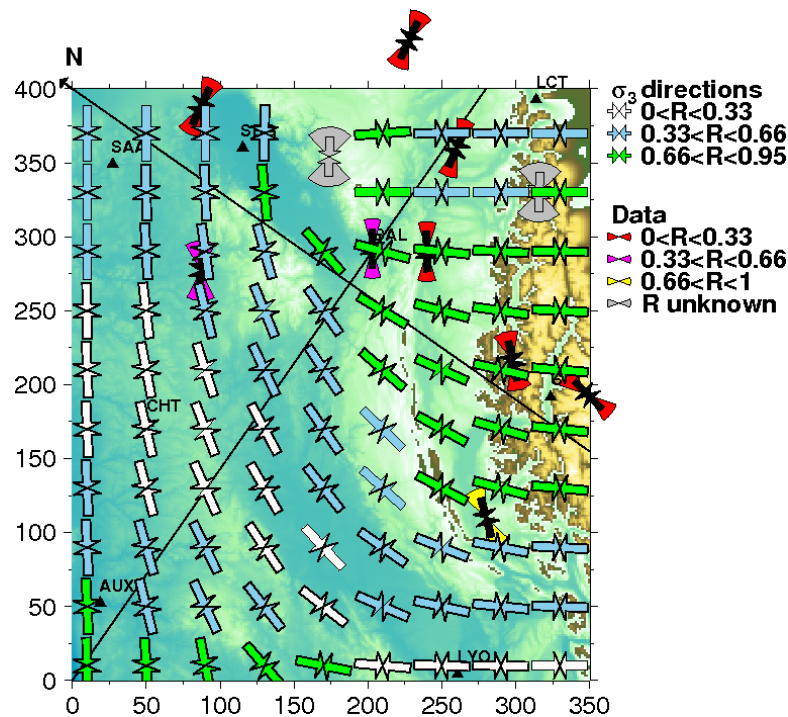 N
LCT
400
350
300
250
200
150
100
50
0
SAA
BAL
CHT
AUX
LYO
0 50 100 150 200 250 300 350
σ3 directions
0<R<0.33
0.33<R<0.66
0.66<R<0.95
Data
0<R<0.33
0.33<R<0.66
0.66<R<1
R unknown